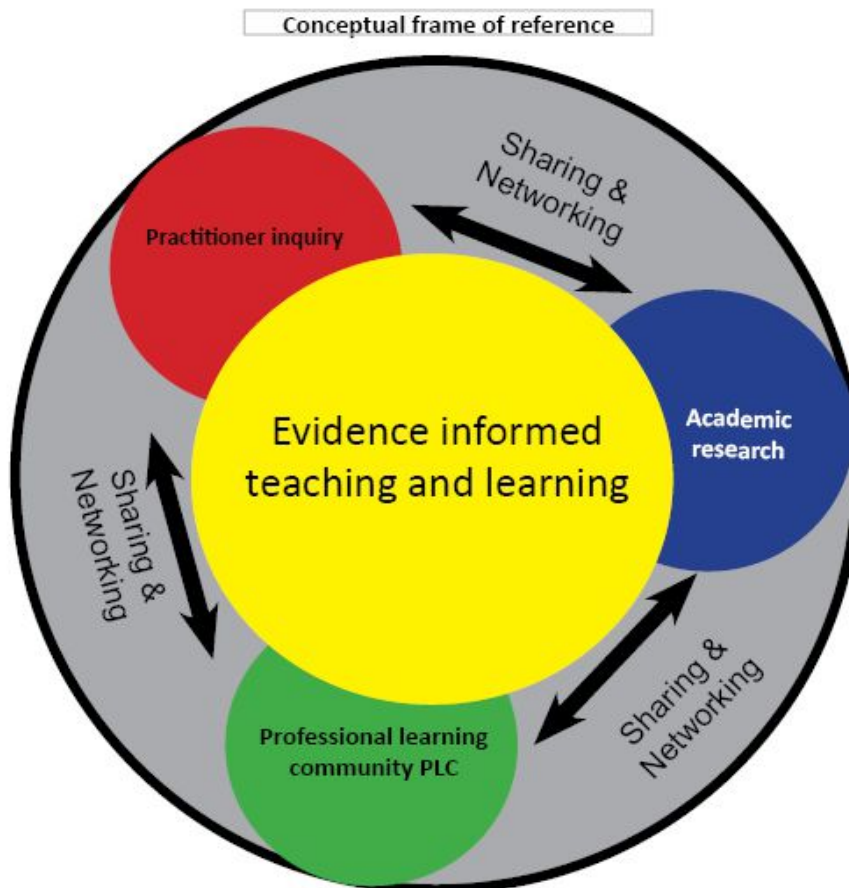 Conceptual frame of reference
Sharing &
Networking
Practitioner inquiry
Academic
research
Evidence informed
teaching and learning
Sharing &
Networking
Professional learning
community PLC
Sharing &
Networking